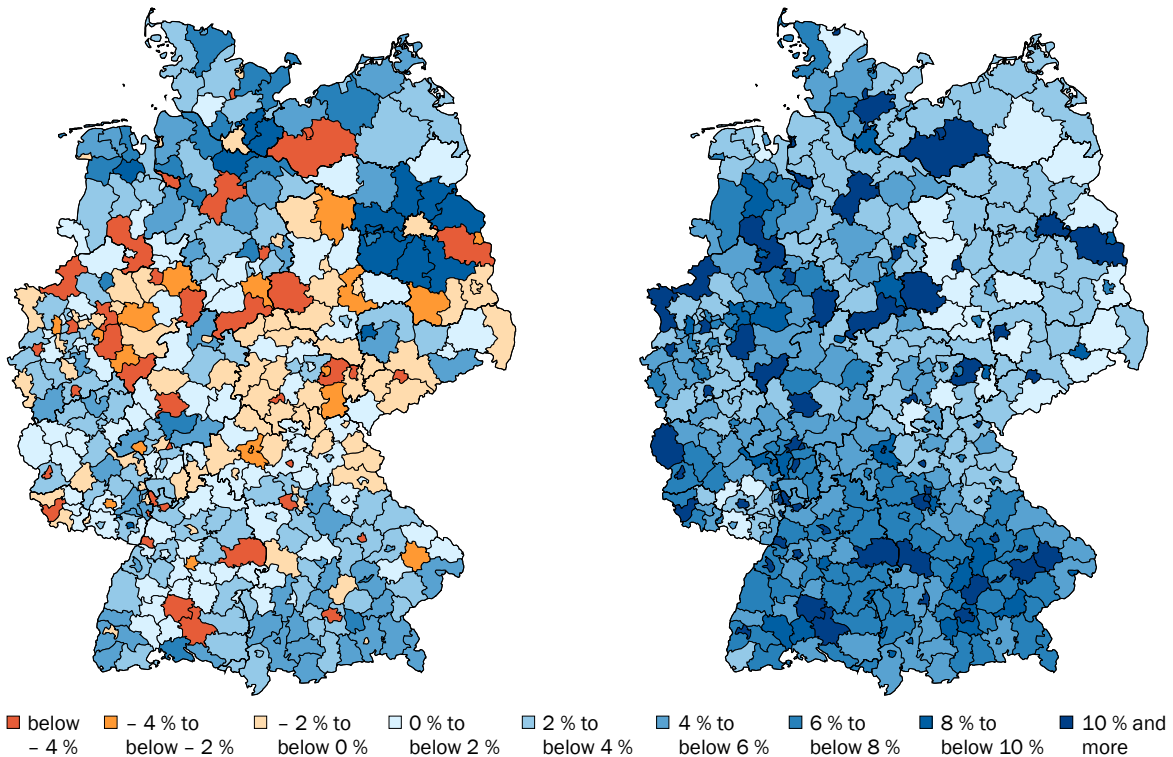 below – 4 % to – 2 % to 0 % to 2 % to 4 % to 6 % to 8 % to 10 % and
– 4 % below – 2 % below 0 % below 2 % below 4 % below 6 % below 8 % below 10 % more